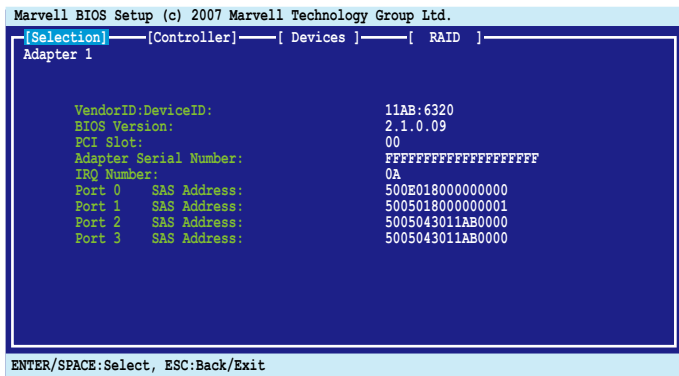 Marvell BIOS Setup (c) 2007 Marvell Technology Group Ltd.
[Selection] [Controller] [ Devices ] [ RAID ]
Adapter 1
VendorID:DeviceID: 11AB:6320
BIOS Version: 2.1.0.09
PCI Slot: 00
Adapter Serial Number: FFFFFFFFFFFFFFFFFFFF
IRQ Number: 0A
Port 0 SAS Address: 500E018000000000
Port 1 SAS Address: 5005018000000001
Port 2 SAS Address: 5005043011AB0000
Port 3 SAS Address: 5005043011AB0000
ENTER/SPACE:Select, ESC:Back/Exit